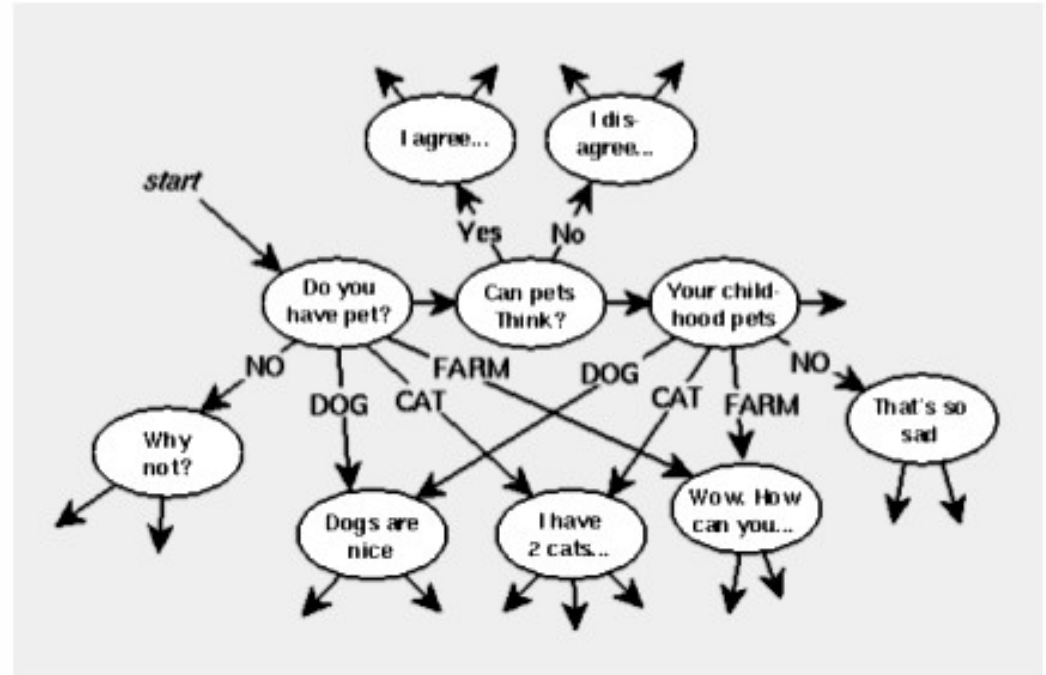 I agree...
I dis-
agree...
start
Yes
No
Do you
have pet?
Can pets
Think?
Your child-
hood pets
NO
DOG
CAT
FARM
DOG
CAT
FARM
NO
Why
not?
Dogs are
nice
I have
2 cats...
Wow. How
can you...
That's so
sad